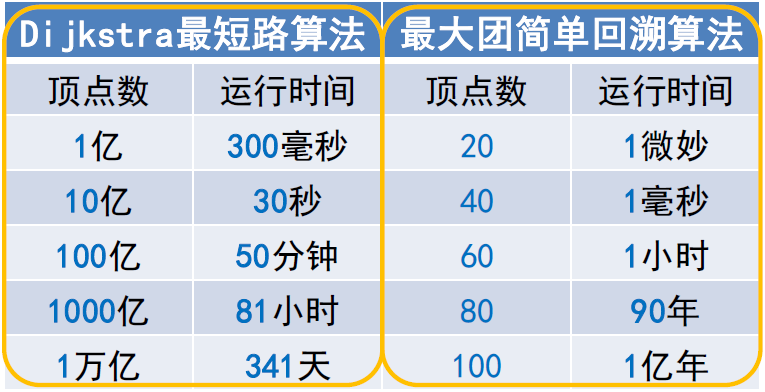 Dijkstra最短路算法 最大团简单回溯算法
顶点数 运行时间 顶点数 运行时间
1亿 300毫秒 20 1微妙
10亿 30秒 40 1毫秒
100亿 50分钟 60 1小时
1000亿 81小时 80 90年
1万亿 341天 100 1亿年